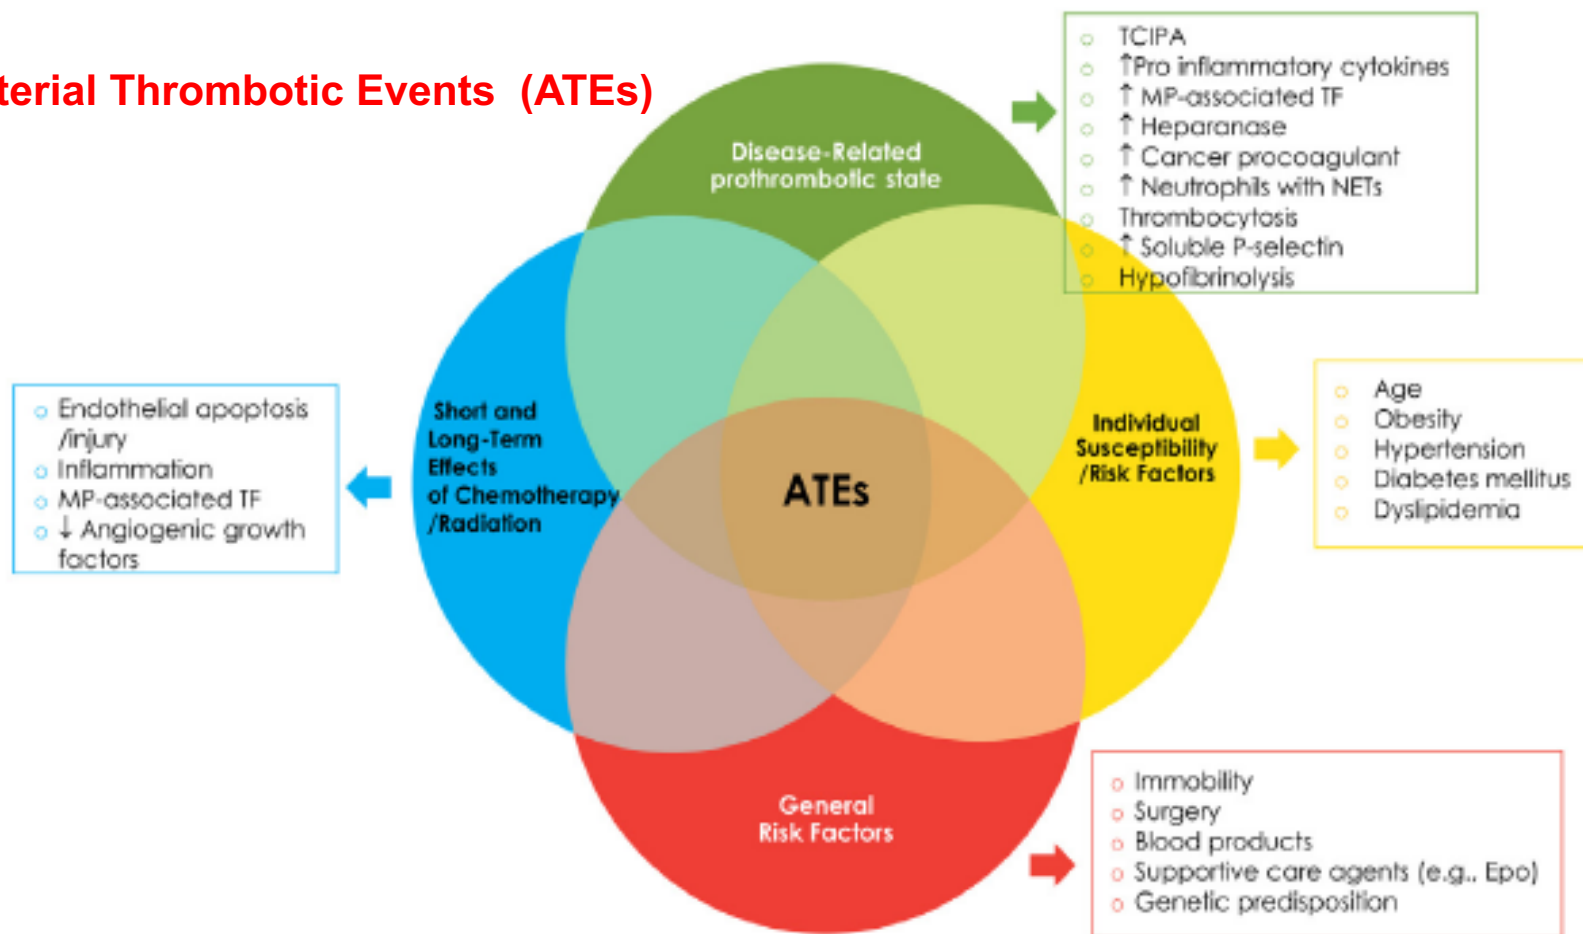 terial Thrombotic Events (ATEs)
Disease-Related
prothrombotic state
TCIPA
↑Pro inflammatory cytokines
↑ MP-associated TF
↑ Heparanase
↑ Cancer procoagulant
↑ Neutrophils with NETs
Thrombocytosis
↑ Soluble P-selectin
Hypofibrinolysis
Endothelial apoptosis
/injury
Inflammation
MP-associated TF
↓ Angiogenic growth
factors
Short and
Long-Term
Effects
of Chemotherapy
/Radiation
ATEs
Individual
Susceptibility
/Risk Factors
Age
Obesity
Hypertension
Diabetes mellitus
Dyslipidemia
General
Risk Factors
Immobility
Surgery
Blood products
Supportive care agents (e.g., Epo)
Genetic predisposition